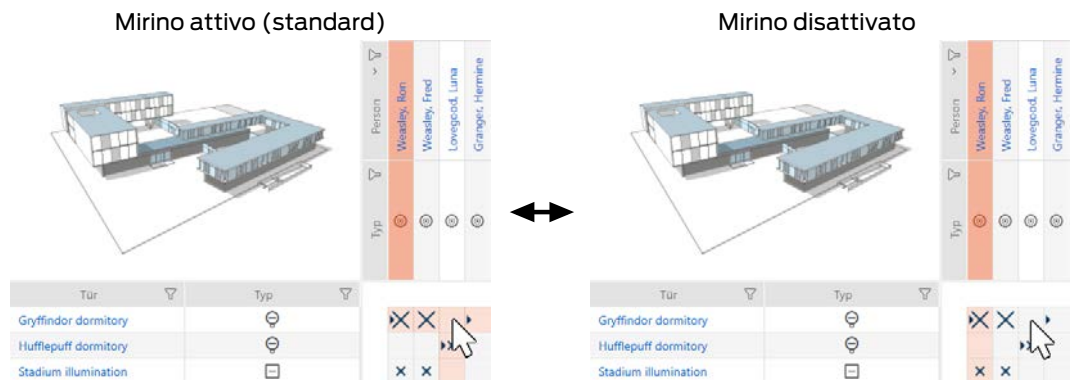 Mirino attivo (standard)
Person
Weasley, Ron
Weasley, Fred
Lovegood, Luna
Granger, Hermine
Typ
Tür Typ
Gryffindor dormitory
Hufflepuff dormitory
Stadium illumination
Mirino disattivato
Person
Weasley, Ron
Weasley, Fred
Lovegood, Luna
Granger, Hermine
Typ
Tür Typ
Gryffindor dormitory
Hufflepuff dormitory
Stadium illumination